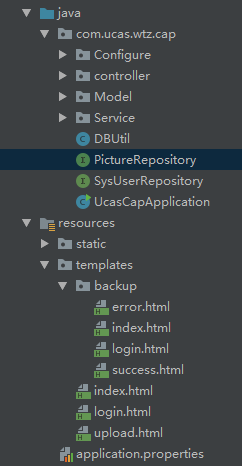 java
com.ucas.wtz.cap
Configure
controller
Model
Service
DBUtil
PictureRepository
SysUserRepository
UcasCapApplication
resources
static
templates
backup
error.html
index.html
login.html
success.html
index.html
login.html
upload.html
application.properties